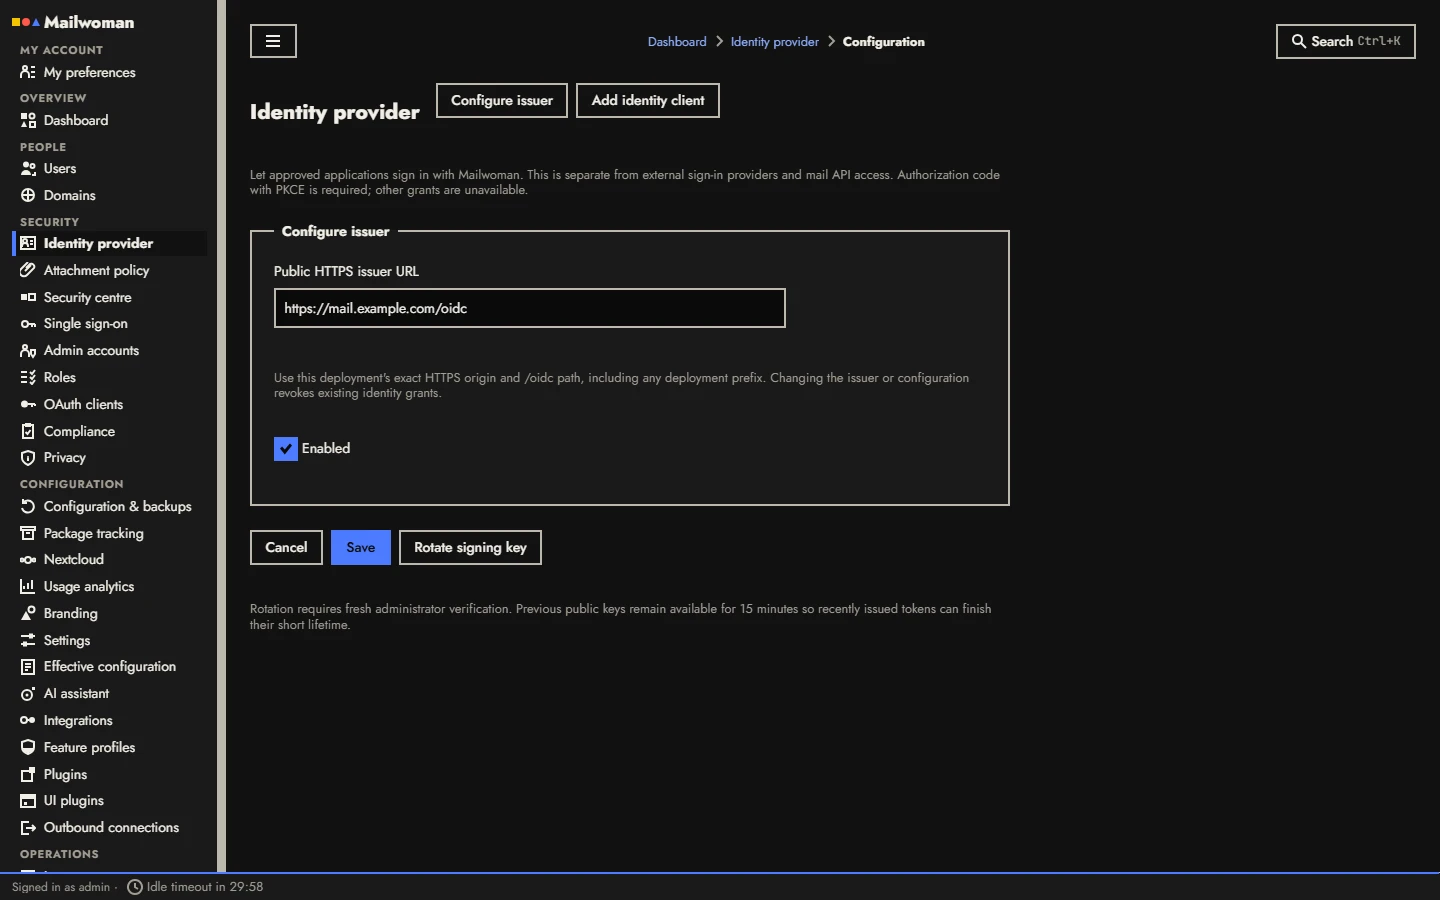 Mailwoman
MY ACCOUNT
My preferences
OVERVIEW
Dashboard
PEOPLE
Users
Domains
SECURITY
Identity provider
Attachment policy
Security centre
Single sign-on
Admin accounts
Roles
OAuth clients
Compliance
Privacy
CONFIGURATION
Configuration & backups
Package tracking
Nextcloud
Usage analytics
Branding
Settings
Effective configuration
AI assistant
Integrations
Feature profiles
Plugins
UI plugins
Outbound connections
OPERATIONS
Dashboard > Identity provider > Configuration
Search Ctrl+K
Identity provider
Configure issuer
Add identity client
Let approved applications sign in with Mailwoman. This is separate from external sign-in providers and mail API access. Authorization code
with PKCE is required; other grants are unavailable.
Configure issuer
Public HTTPS issuer URL
https://mail.example.com/oidc
Use this deployment's exact HTTPS origin and /oidc path, including any deployment prefix. Changing the issuer or configuration
revokes existing identity grants.
Enabled
Cancel
Save
Rotate signing key
Rotation requires fresh administrator verification. Previous public keys remain available for 15 minutes so recently issued tokens can finish
their short lifetime.
Signed in as admin · Idle timeout in 29:58